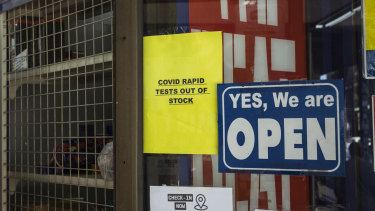 COVID RAPID
TESTS OUT OF
STOCK
YES, We are
OPEN
CHECK-IN
NOW